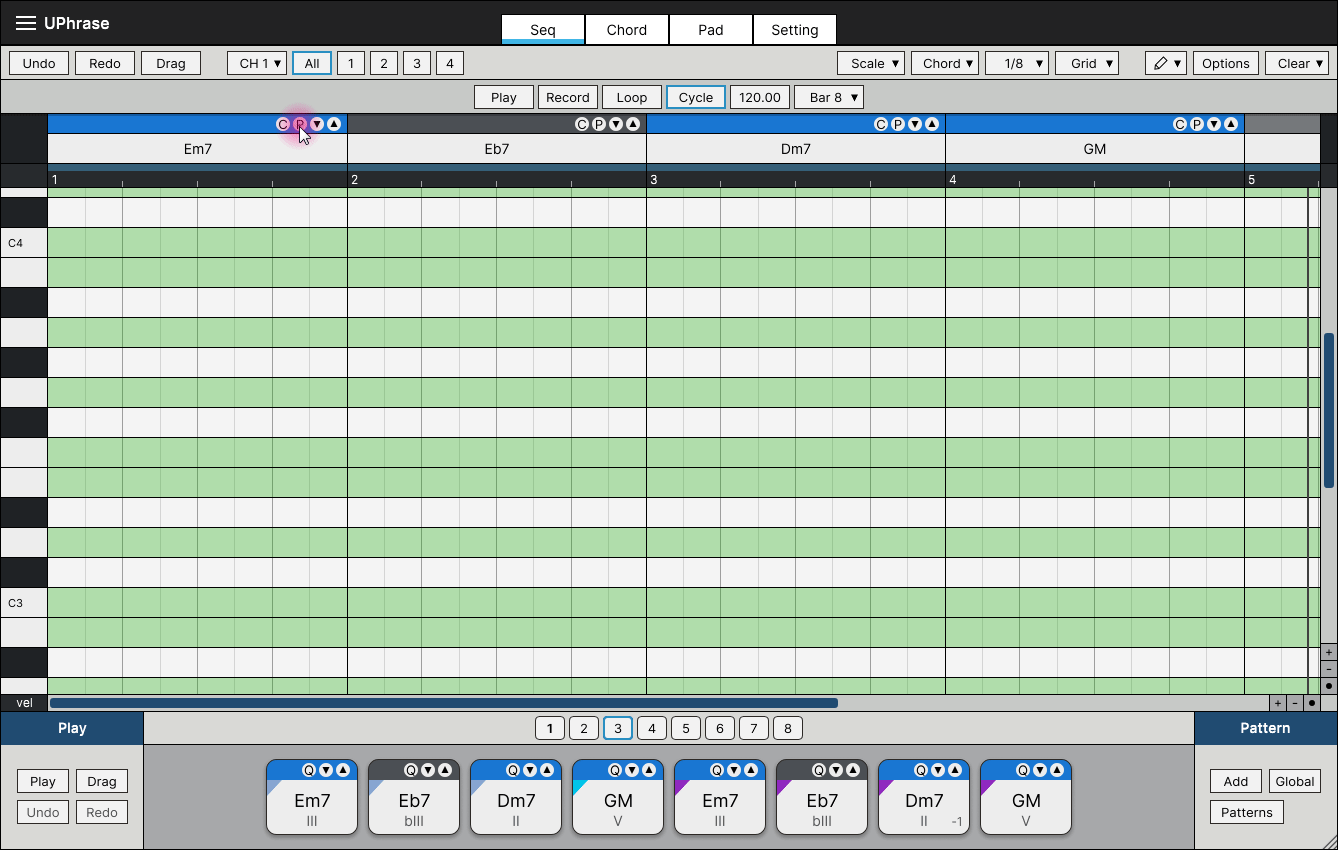 UPhrase
Seq Chord Pad Setting
Undo Redo Drag CH 1 ▾ All 1 2 3 4 Scale ▾ Chord ▾ 1/8 ▾ Grid ▾ ▾ Options Clear ▾
Play Record Loop Cycle 120.00 Bar 8 ▾
C P ▼ ▲ C P ▼ ▲ C P ▼ ▲ C P ▼ ▲
Em7 Eb7 Dm7 GM
1 2 3 4 5
C4
C3
+
-
vel + -
Play 1 2 3 4 5 6 7 8 Pattern
Q ▼ ▲ Q ▼ ▲ Q ▼ ▲ Q ▼ ▲ Q ▼ ▲ Q ▼ ▲ Q ▼ ▲ Q ▼ ▲
Play Drag Add Global
Em7 Eb7 Dm7 GM Em7 Eb7 Dm7 GM
Undo Redo Patterns
III bIII II V III bIII II -1 V